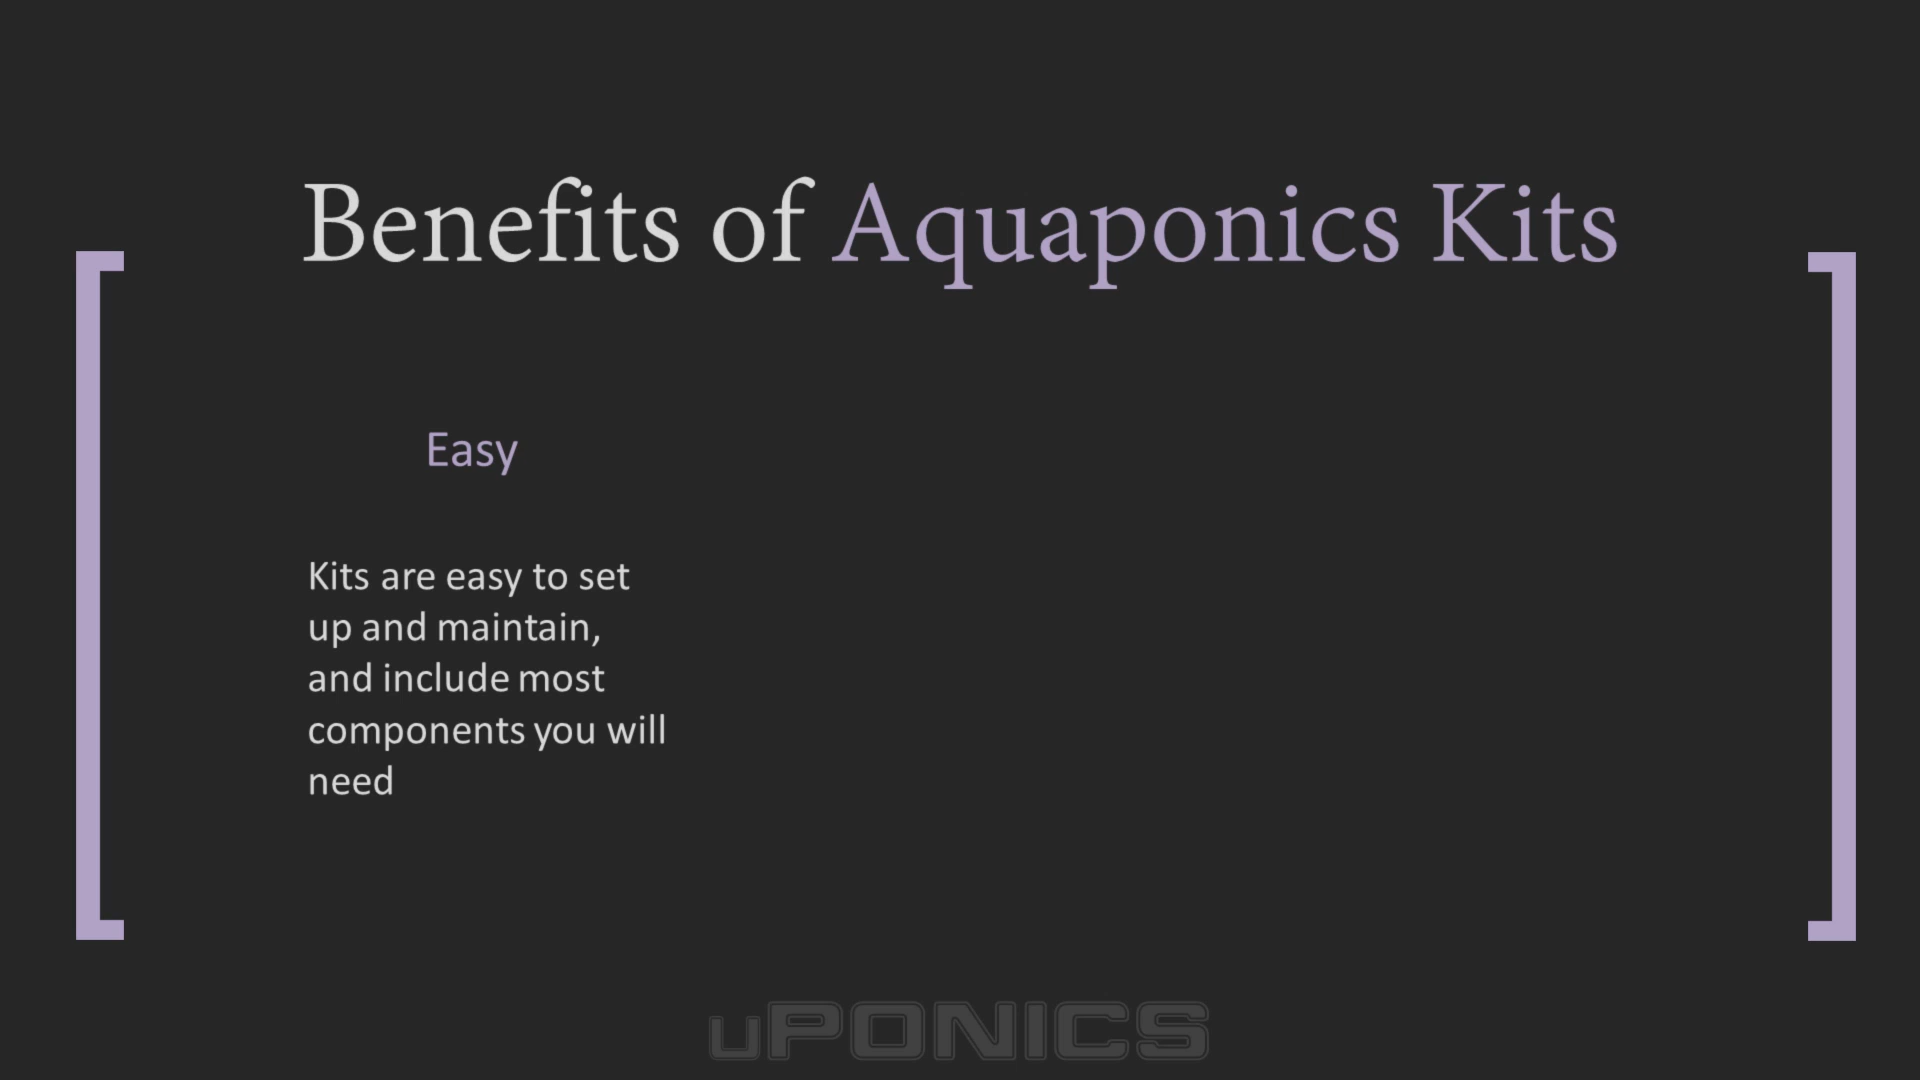 Benefits of Aquaponics Kits
Easy
Kits are easy to set
up and maintain,
and include most
components you will
need
uPONICS